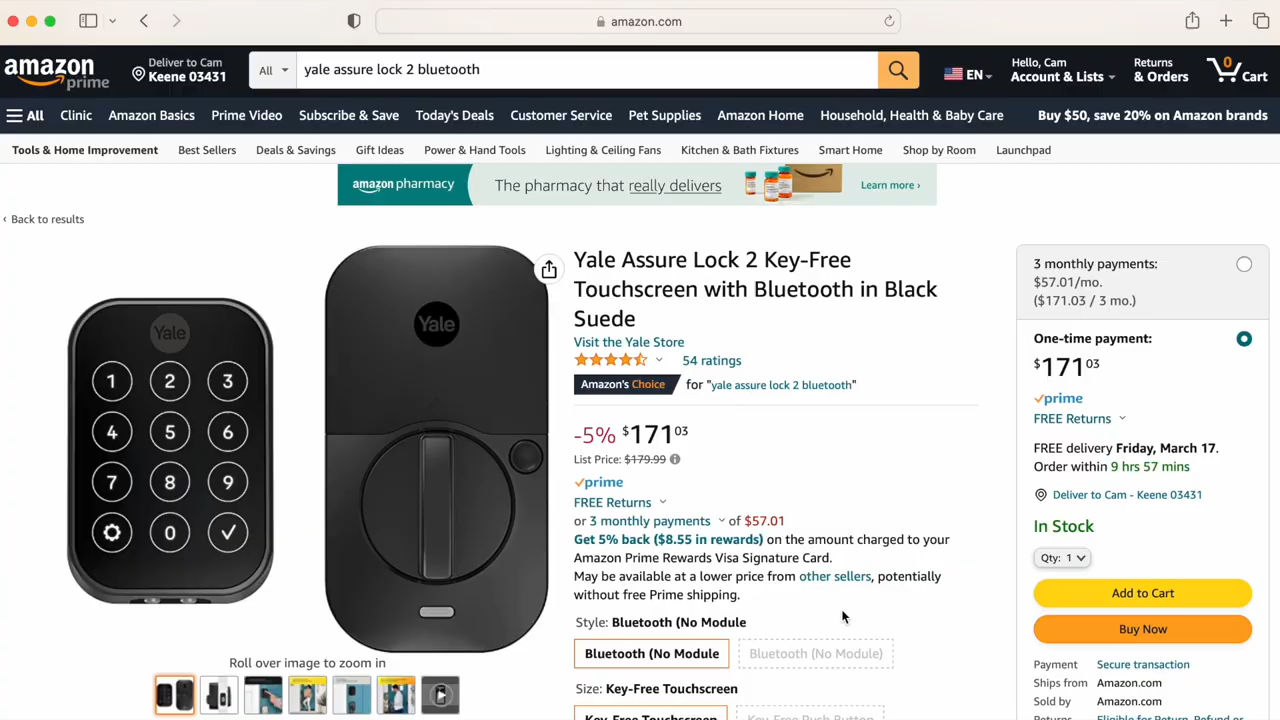 amazon.com
amazon
prime
Deliver to Cam
Keene 03431
All
yale assure lock 2 bluetooth
EN
Hello, Cam
Account & Lists
Returns
& Orders
0
Cart
All
Clinic
Amazon Basics
Prime Video
Subscribe & Save
Today's Deals
Customer Service
Pet Supplies
Amazon Home
Household, Health & Baby Care
Buy $50, save 20% on Amazon brands
Tools & Home Improvement
Best Sellers
Deals & Savings
Gift Ideas
Power & Hand Tools
Lighting & Ceiling Fans
Kitchen & Bath Fixtures
Smart Home
Shop by Room
Launchpad
amazon pharmacy
The pharmacy that really delivers
Learn more ›
‹ Back to results
Yale
1 2 3
4 5 6
7 8 9
0
Yale
Roll over image to zoom in
Yale Assure Lock 2 Key-Free
Touchscreen with Bluetooth in Black
Suede
Visit the Yale Store
54 ratings
Amazon's Choice for "yale assure lock 2 bluetooth"
-5% $171 03
List Price: $179.99
prime
FREE Returns
or 3 monthly payments of $57.01
Get 5% back ($8.55 in rewards) on the amount charged to your
Amazon Prime Rewards Visa Signature Card.
May be available at a lower price from other sellers, potentially
without free Prime shipping.
Style: Bluetooth (No Module
Bluetooth (No Module
Bluetooth (No Module)
Size: Key-Free Touchscreen
Key-Free Touchscreen
Key-Free Push Button
3 monthly payments:
$57.01/mo.
($171.03 / 3 mo.)
One-time payment:
$171 03
prime
FREE Returns
FREE delivery Friday, March 17.
Order within 9 hrs 57 mins
Deliver to Cam - Keene 03431
In Stock
Qty: 1
Add to Cart
Buy Now
Payment Secure transaction
Ships from Amazon.com
Sold by Amazon.com
Returns Eligible for Return, Refund or